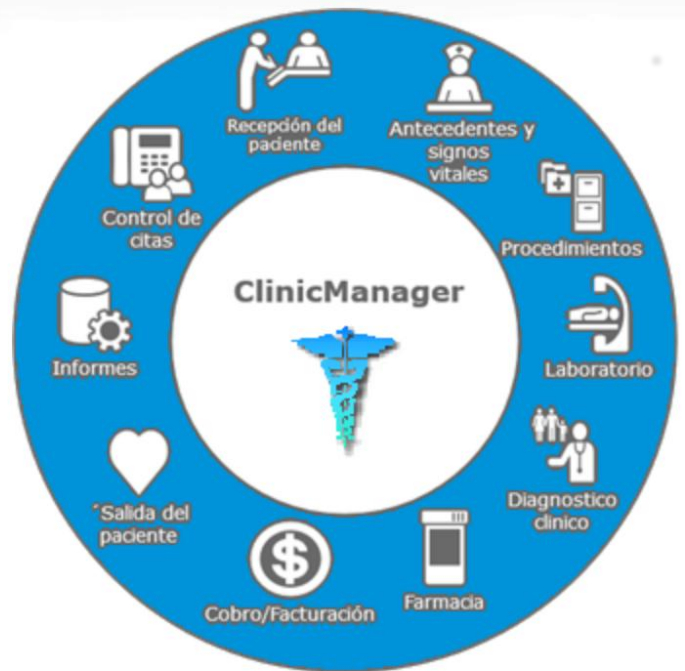 Recepción del
paciente
Antecedentes y
signos
vitales
Procedimientos
Laboratorio
Diagnostico
clinico
Farmacia
Cobro/Facturación
´Salida del
paciente
Informes
Control de
citas
ClinicManager